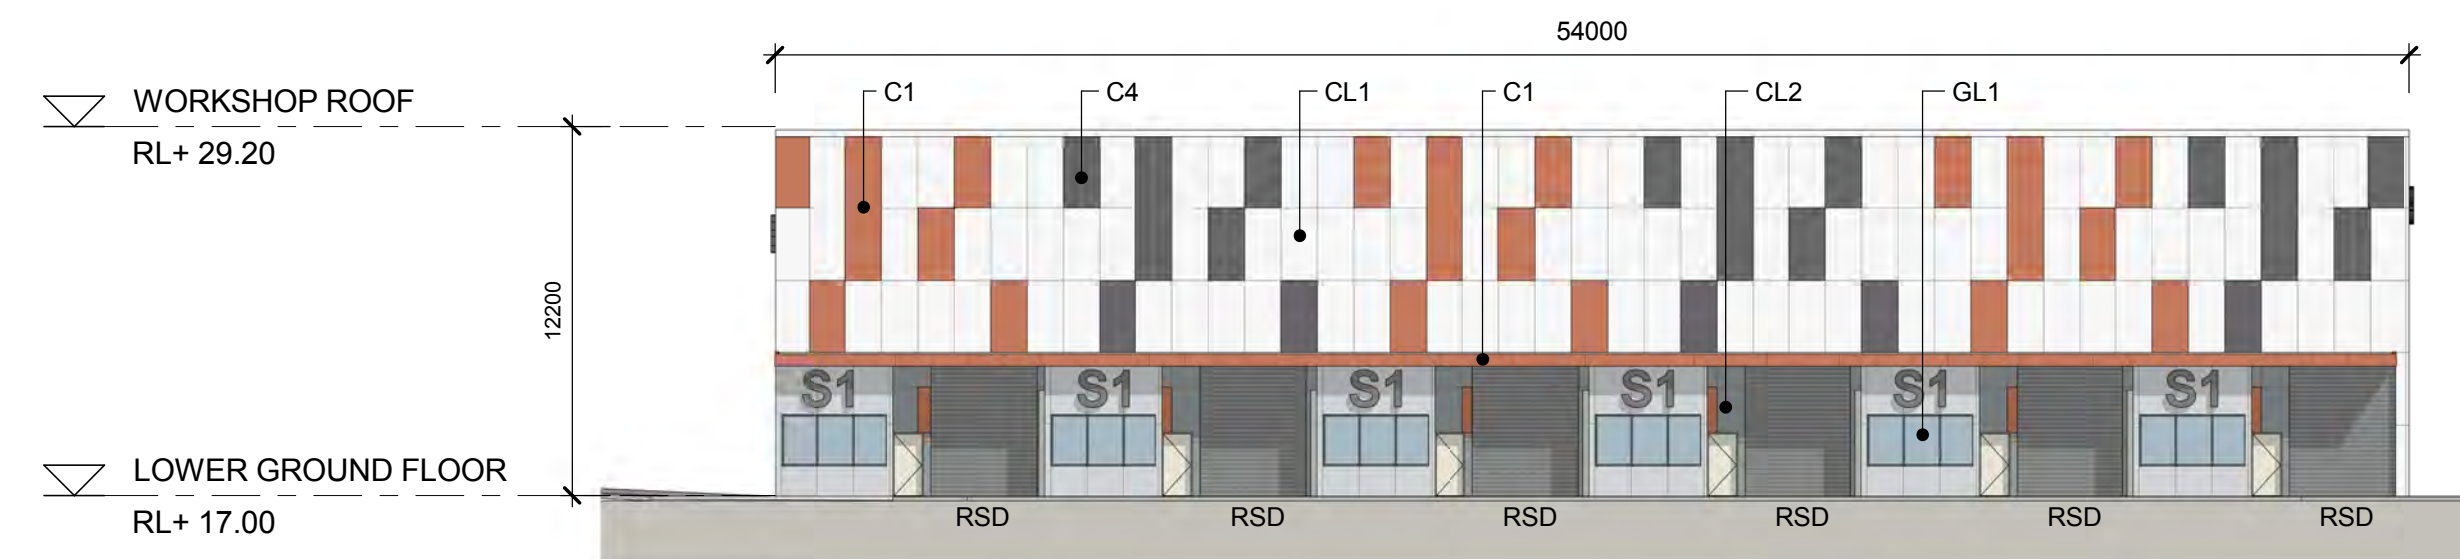 54000
C1 C4 CL1 C1 CL2 GL1
WORKSHOP ROOF
RL+ 29.20
12200
S1 S1 S1 S1 S1 S1
LOWER GROUND FLOOR
RL+ 17.00
RSD RSD RSD RSD RSD RSD